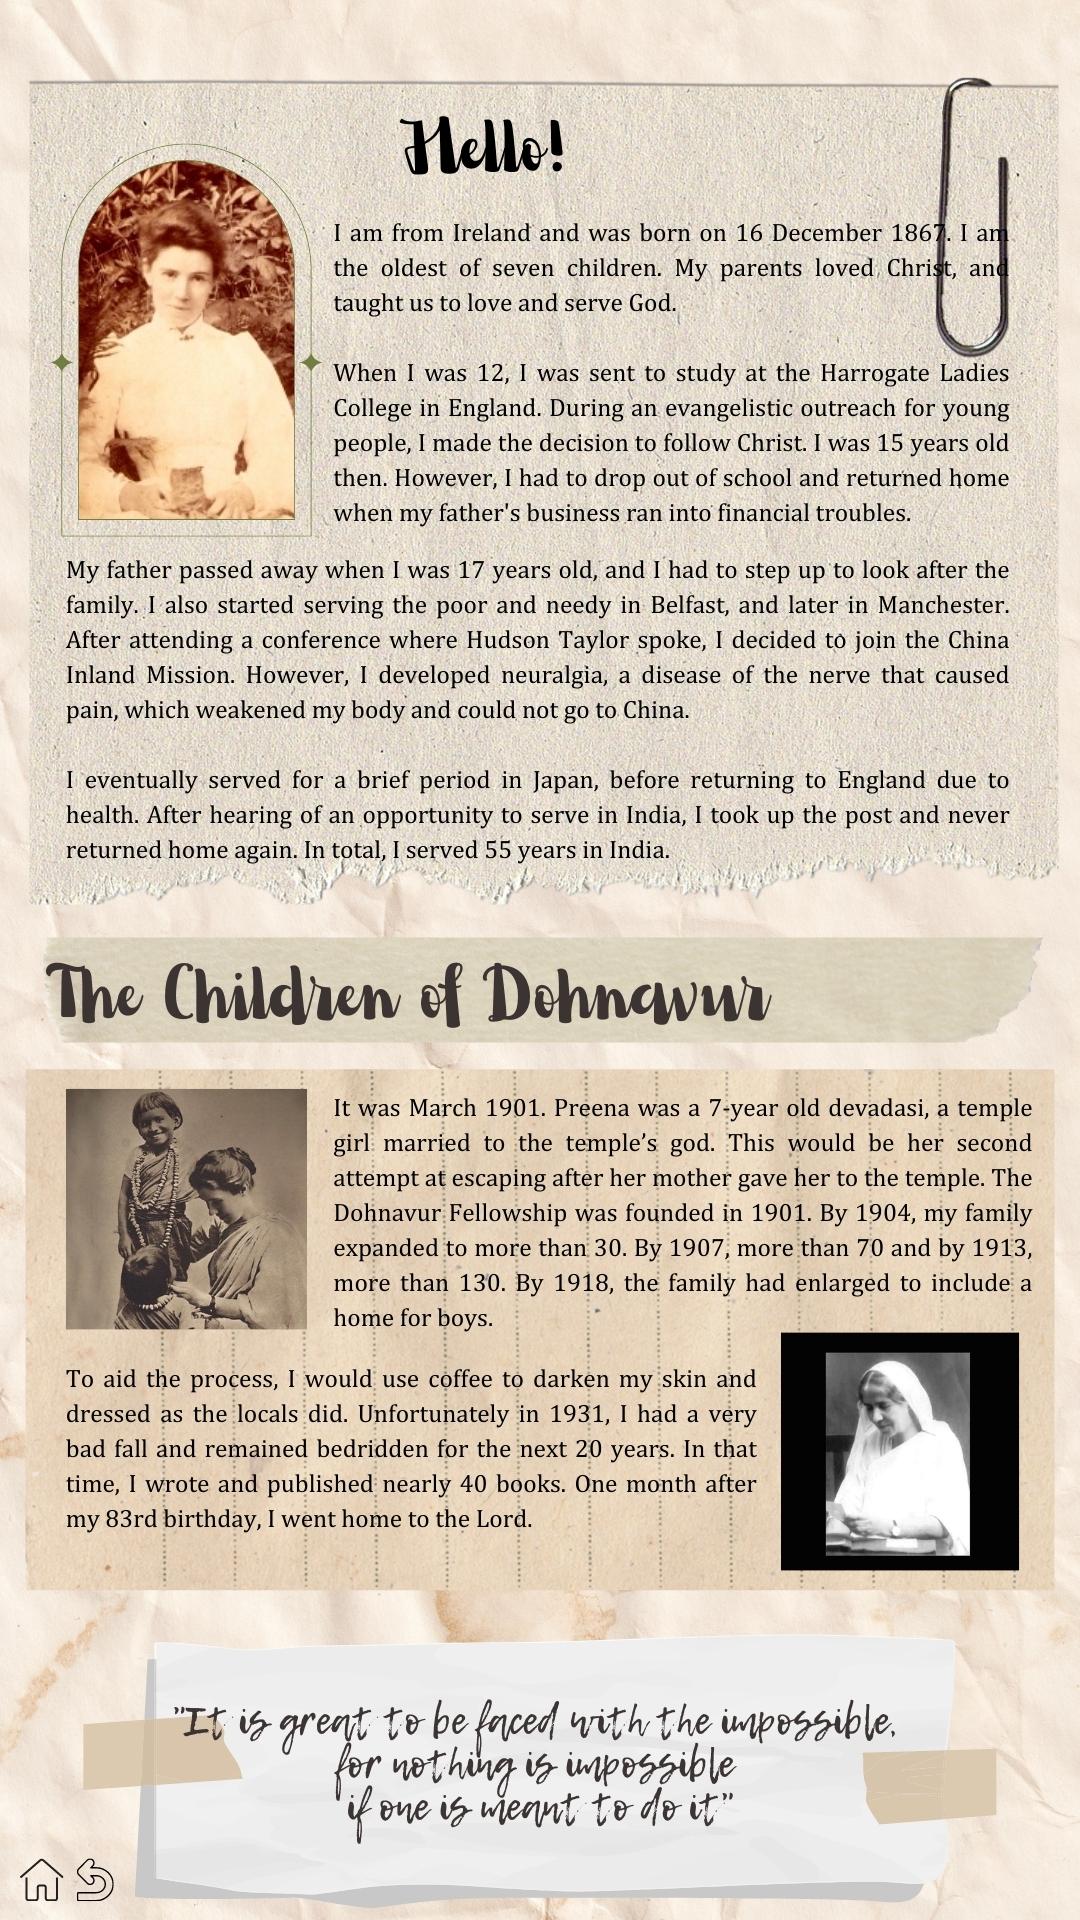 Hello!
I am from Ireland and was born on 16 December 1867. I am
the oldest of seven children. My parents loved Christ, and
taught us to love and serve God.
When I was 12, I was sent to study at the Harrogate Ladies
College in England. During an evangelistic outreach for young
people, I made the decision to follow Christ. I was 15 years old
then. However, I had to drop out of school and returned home
when my father's business ran into financial troubles.
My father passed away when I was 17 years old, and I had to step up to look after the
family. I also started serving the poor and needy in Belfast, and later in Manchester.
After attending a conference where Hudson Taylor spoke, I decided to join the China
Inland Mission. However, I developed neuralgia, a disease of the nerve that caused
pain, which weakened my body and could not go to China.
I eventually served for a brief period in Japan, before returning to England due to
health. After hearing of an opportunity to serve in India, I took up the post and never
returned home again. In total, I served 55 years in India.
The Children of Dohnavur
It was March 1901. Preena was a 7-year old devadasi, a temple
girl married to the temple’s god. This would be her second
attempt at escaping after her mother gave her to the temple. The
Dohnavur Fellowship was founded in 1901. By 1904, my family
expanded to more than 30. By 1907, more than 70 and by 1913,
more than 130. By 1918, the family had enlarged to include a
home for boys.
To aid the process, I would use coffee to darken my skin and
dressed as the locals did. Unfortunately in 1931, I had a very
bad fall and remained bedridden for the next 20 years. In that
time, I wrote and published nearly 40 books. One month after
my 83rd birthday, I went home to the Lord.
"It is great to be faced with the impossible,
for nothing is impossible
if one is meant to do it"